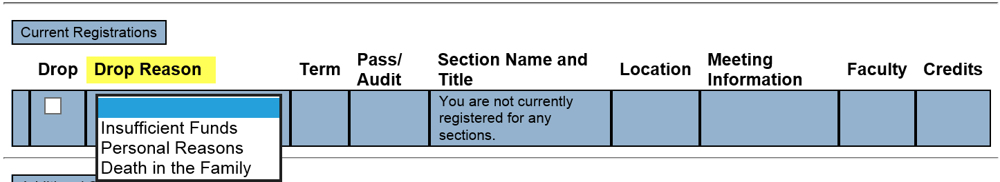 Current Registrations
Drop Drop Reason Term Pass/ Audit Section Name and Title Location Meeting Information Faculty Credits
You are not currently
registered for any
sections.
Insufficient Funds
Personal Reasons
Death in the Family